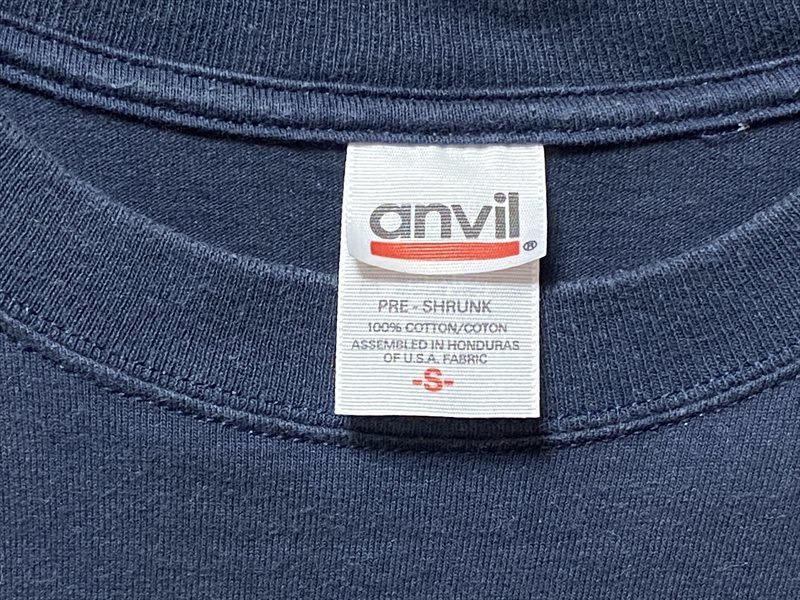 anvil®
PRE-SHRUNK
100% COTTON/COTON
ASSEMBLED IN HONDURAS
OF U.S.A. FABRIC
-S-